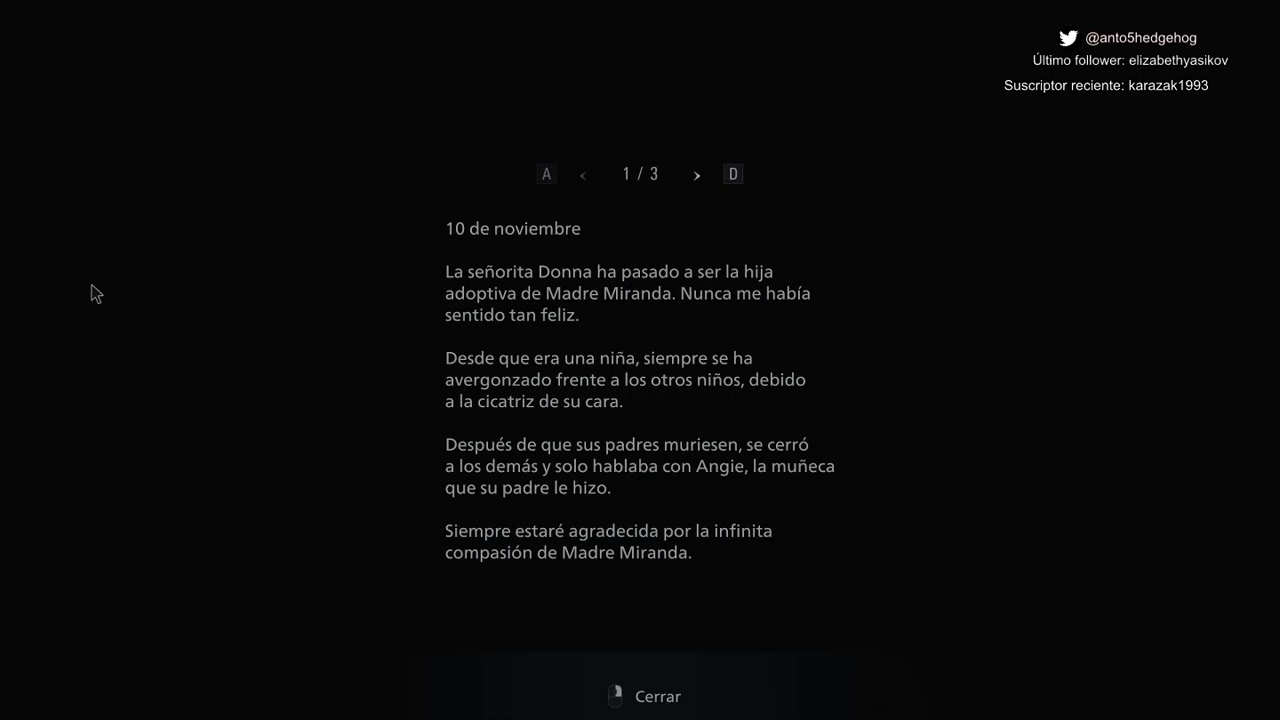 @anto5hedgehog
Último follower: elizabethyasikov
Suscriptor reciente: karazak1993
A < 1 / 3 > D
10 de noviembre
La señorita Donna ha pasado a ser la hija
adoptiva de Madre Miranda. Nunca me había
sentido tan feliz.
Desde que era una niña, siempre se ha
avergonzado frente a los otros niños, debido
a la cicatriz de su cara.
Después de que sus padres muriesen, se cerró
a los demás y solo hablaba con Angie, la muñeca
que su padre le hizo.
Siempre estaré agradecida por la infinita
compasión de Madre Miranda.
Cerrar